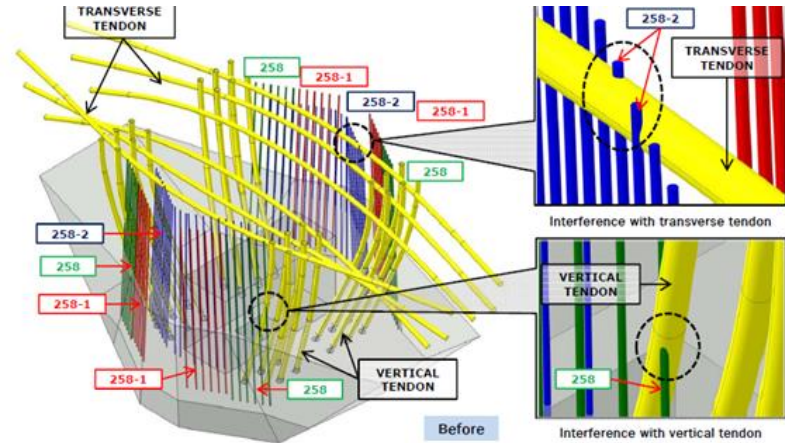 TRANSVERSE
TENDON
258
258-1
258-2
258-1
258
258-2
258
258-1
258-1
258
VERTICAL
TENDON
Before
258-2
TRANSVERSE
TENDON
Interference with transverse tendon
VERTICAL
TENDON
258
Interference with vertical tendon